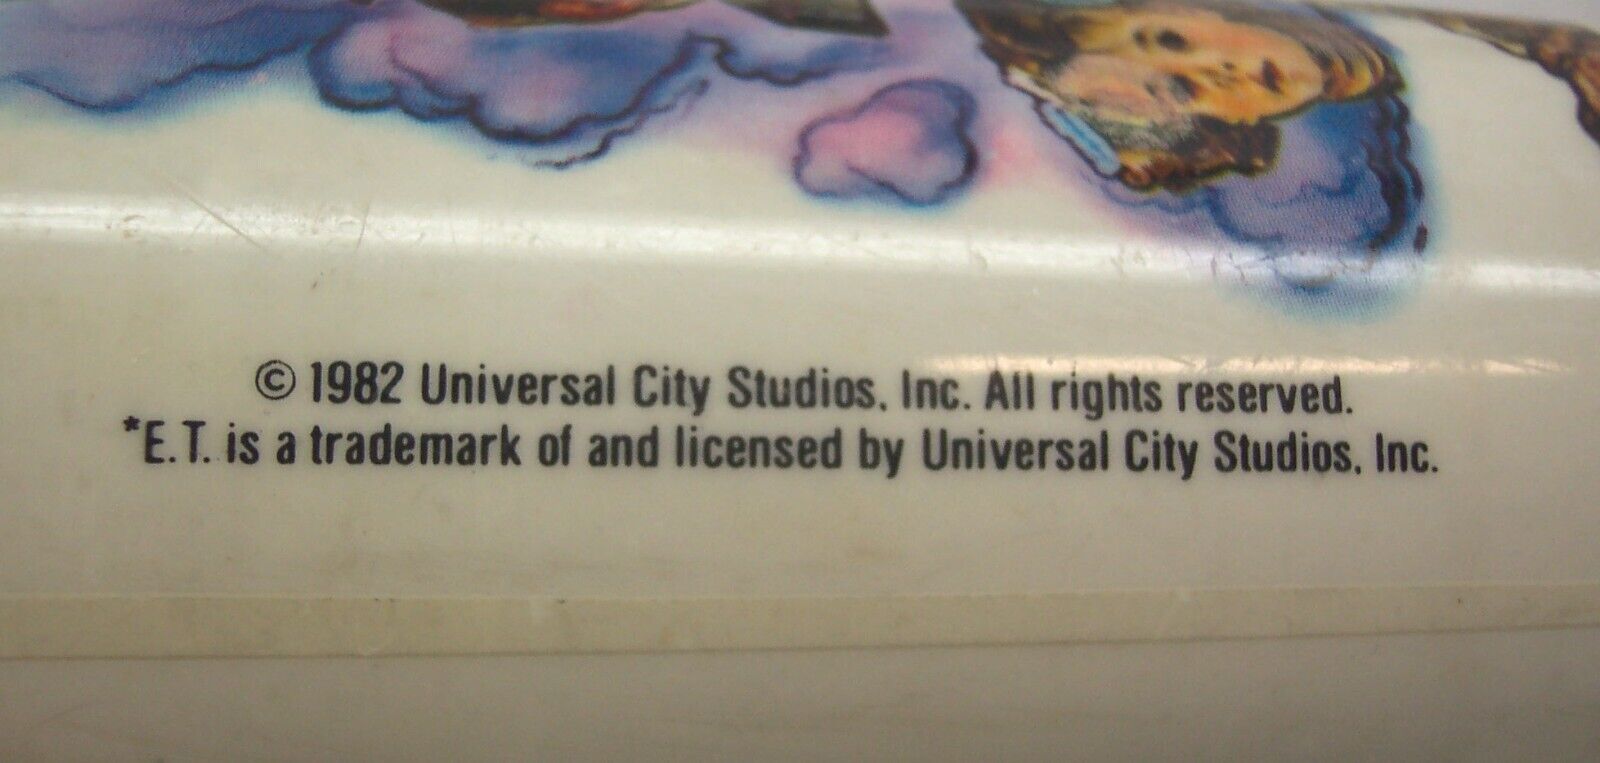 © 1982 Universal City Studios, Inc. All rights reserved.
*E.T. is a trademark of and licensed by Universal City Studios, Inc.